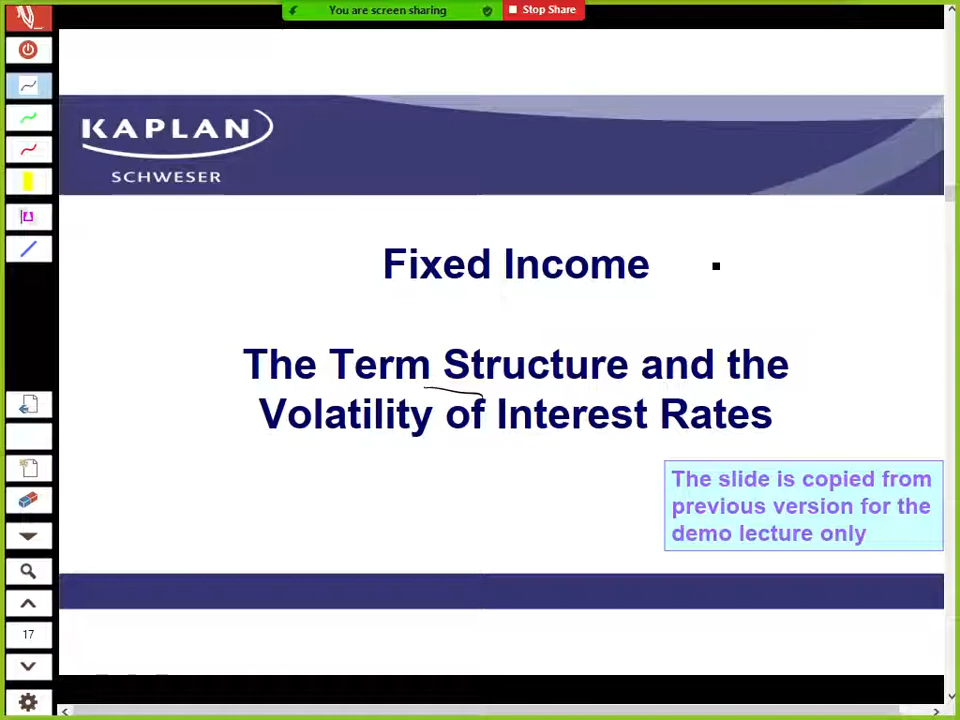 You are screen sharing
Stop Share
KAPLAN
SCHWESER
Fixed Income
The Term Structure and the
Volatility of Interest Rates
The slide is copied from
previous version for the
demo lecture only
17